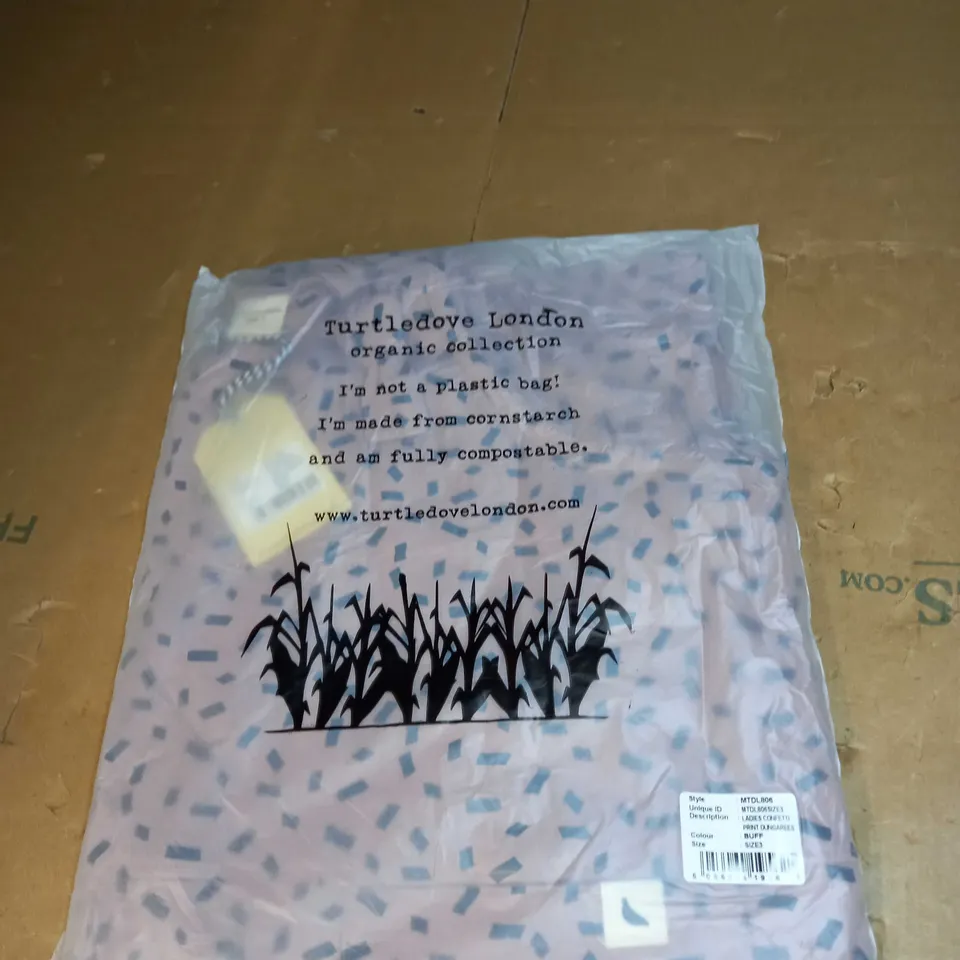 Turtledove London
organic collection
I'm not a plastic bag!
I'm made from cornstarch
and am fully compostable.
www.turtledovelondon.com
S.COM
Style MTDL806
Unique ID MTDL806SIZE3
Description LADIES CONFETTI
PRINT DUNGAREES
Colour BUFF
Size SIZE3